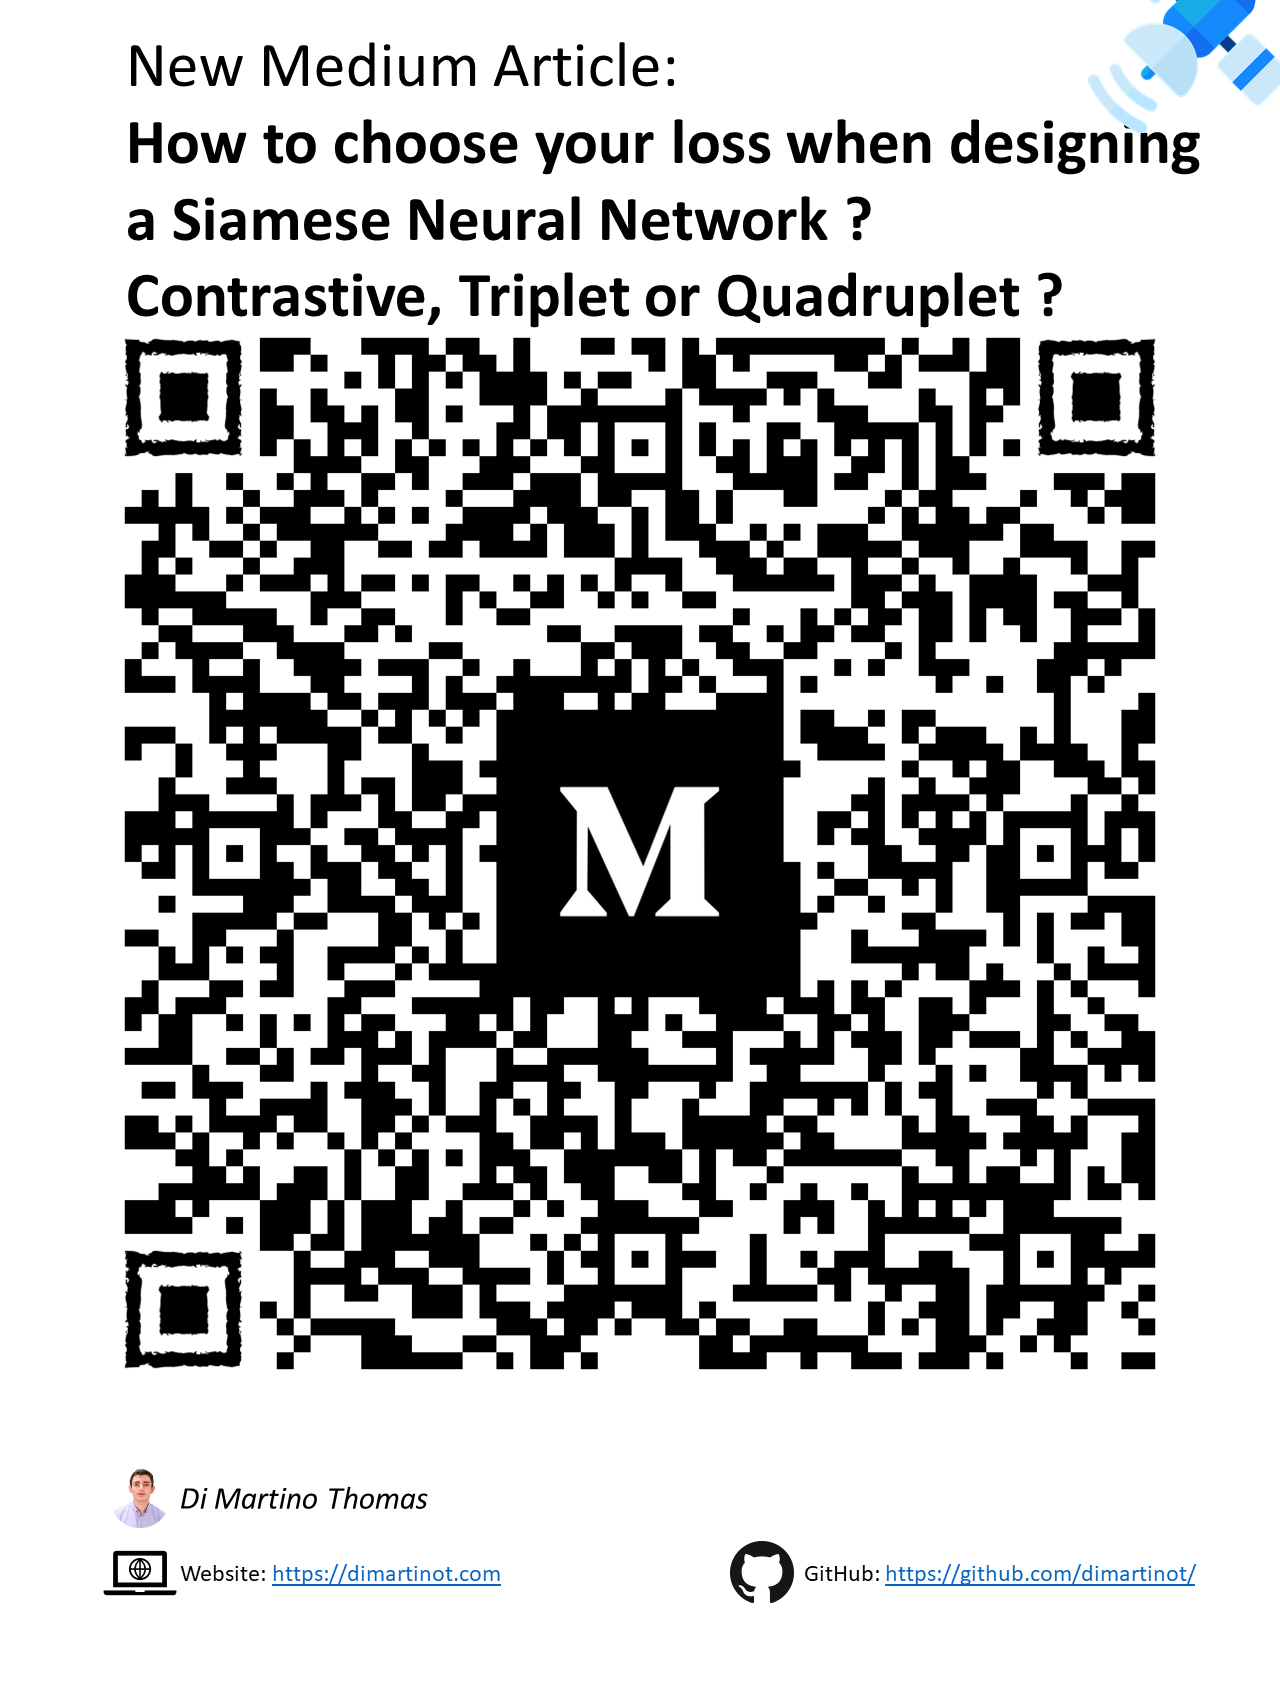 New Medium Article:
How to choose your loss when designing
a Siamese Neural Network ?
Contrastive, Triplet or Quadruplet ?
M
Di Martino Thomas
Website: https://dimartinot.com
GitHub: https://github.com/dimartinot/